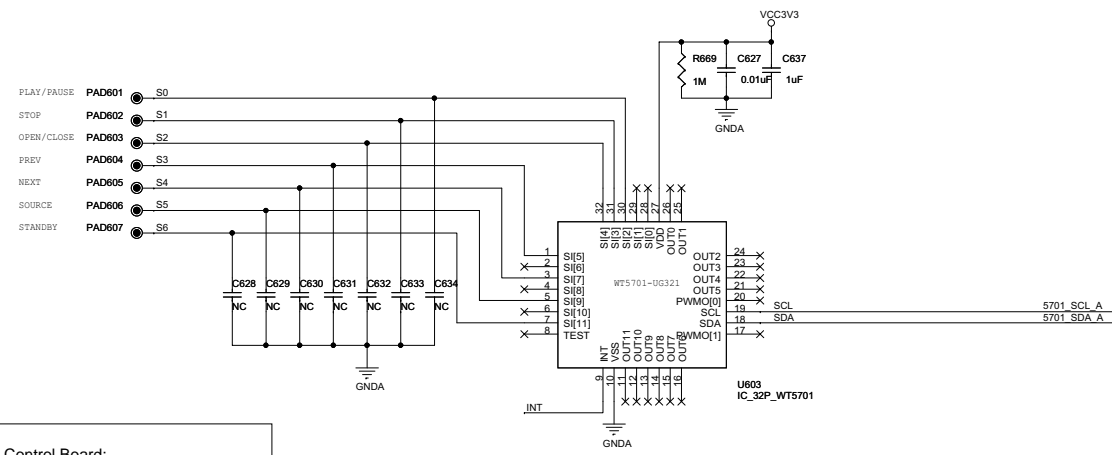 VCC3V3
R669 C627 C637
1M 0.01uF 1uF
GNDA
PLAY/PAUSE PAD601 S0
STOP PAD602 S1
OPEN/CLOSE PAD603 S2
PREV PAD604 S3
NEXT PAD605 S4
SOURCE PAD606 S5
STANDBY PAD607 S6
32 31 30 29 28 27 26 25
SI[4] SI[3] SI[2] SI[1] SI[0] VDD OUT0 OUT1
1 SI[5]
2 SI[6]
3 SI[7]
4 SI[8]
5 SI[9]
6 SI[10]
7 SI[11]
8 TEST
WT5701-UG321
OUT2 24
OUT3 23
OUT4 22
OUT5 21
PWMO[0] 20
SCL 19 SCL 5701_SCL_A
SDA 18 SDA 5701_SDA_A
PWMO[1] 17
INT VSS OUT11 OUT10 OUT9 OUT8 OUT7 OUT6
9 10 11 12 13 14 15 16
C628 C629 C630 C631 C632 C633 C634
NC NC NC NC NC NC NC
GNDA
U603
IC_32P_WT5701
INT
GNDA
Control Board: